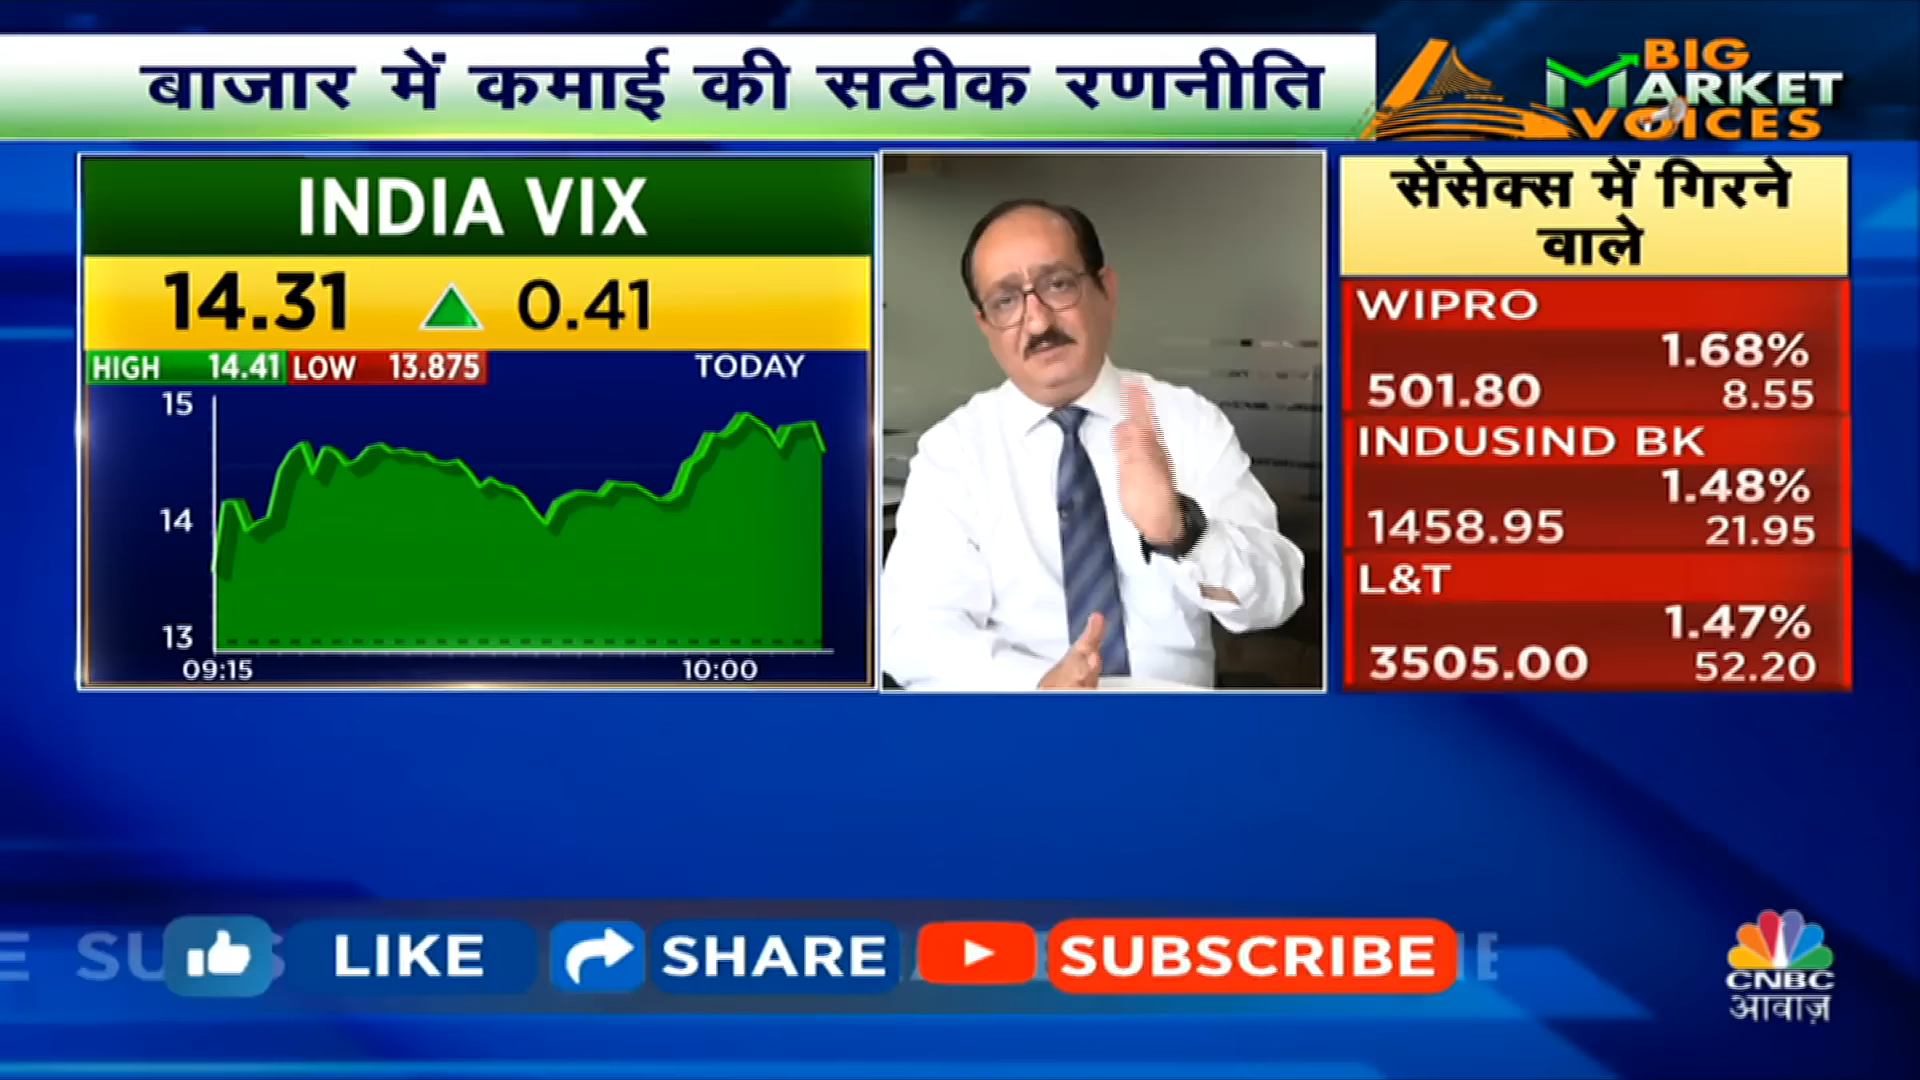 बाजार में कमाई की सटीक रणनीति
BIG
MARKET
VOICES
INDIA VIX
14.31 0.41
HIGH 14.41 LOW 13.875 TODAY
15
14
13
09:15 10:00
सेंसेक्स में गिरने
वाले
WIPRO
1.68%
501.80 8.55
INDUSIND BK
1.48%
1458.95 21.95
L&T
1.47%
3505.00 52.20
LIKE SHARE SUBSCRIBE
CNBC
आवाज़